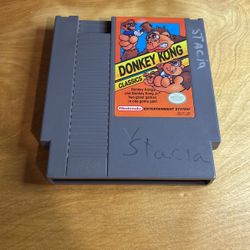 DONKEY KONG
CLASSICS
Donkey Kong
and Donkey Kong Jr.
Two great games
in one game pak!
Nintendo
ENTERTAINMENT SYSTEM
STACIA
Stacia